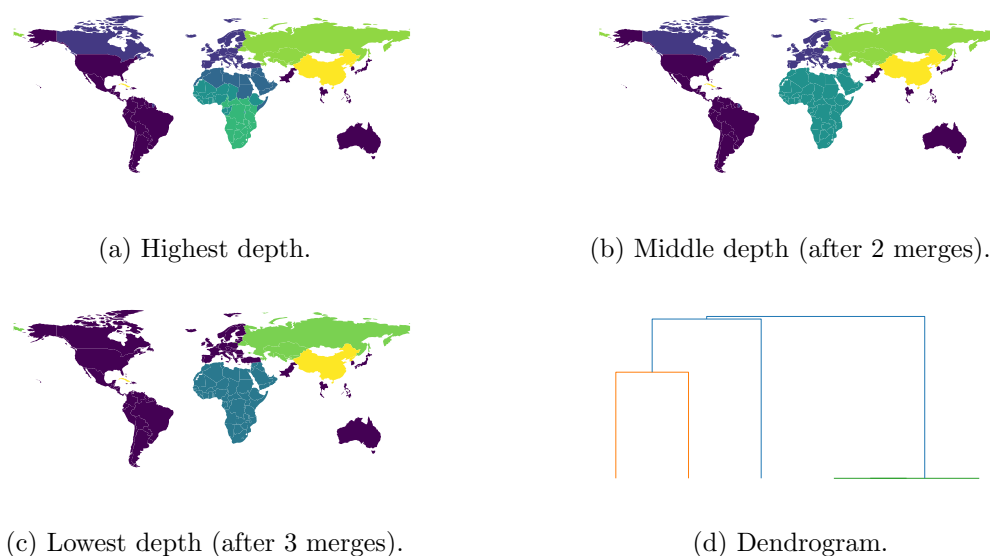 (a) Highest depth.
(b) Middle depth (after 2 merges).
(c) Lowest depth (after 3 merges).
(d) Dendrogram.